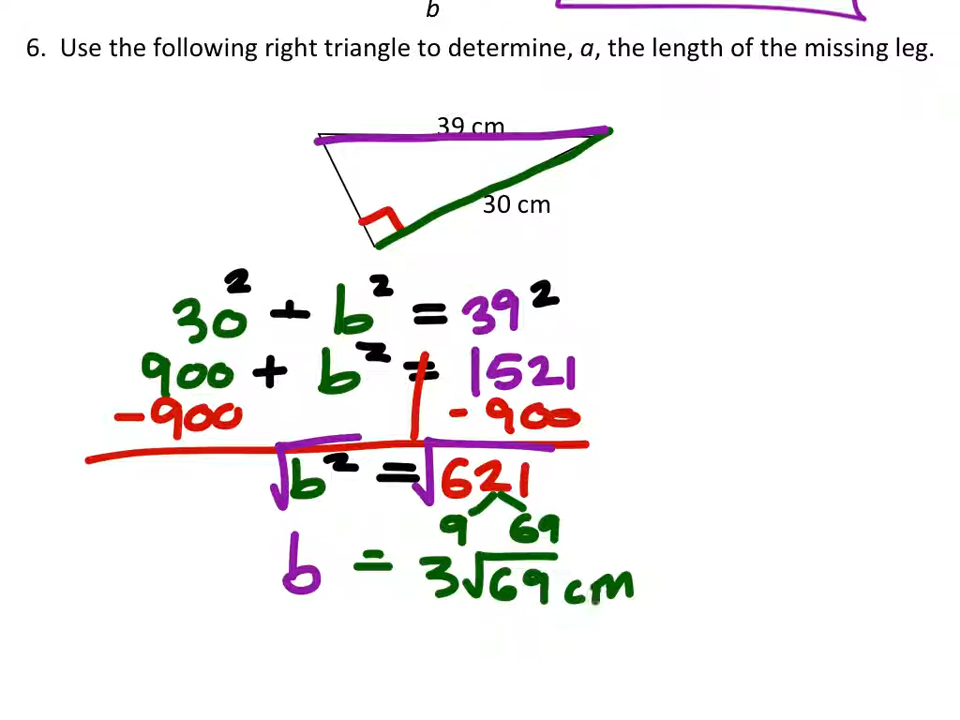 b
6. Use the following right triangle to determine, a, the length of the missing leg.
39 cm
30 cm
30² + b² = 39²
900 + b² = 1521
-900 - 900
√b² = √621
9 69
b = 3√69 cm